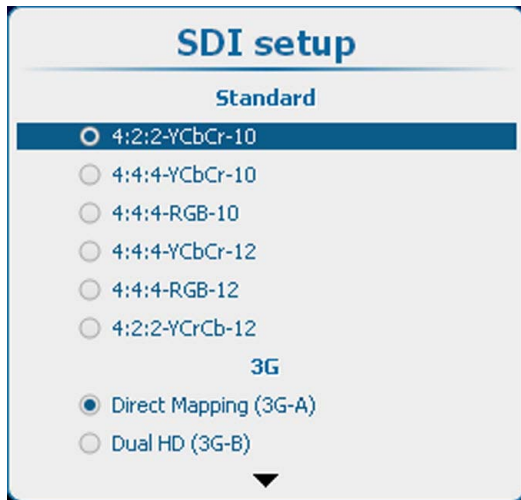 SDI setup
Standard
4:2:2-YCbCr-10
4:4:4-YCbCr-10
4:4:4-RGB-10
4:4:4-YCbCr-12
4:4:4-RGB-12
4:2:2-YCrCb-12
3G
Direct Mapping (3G-A)
Dual HD (3G-B)